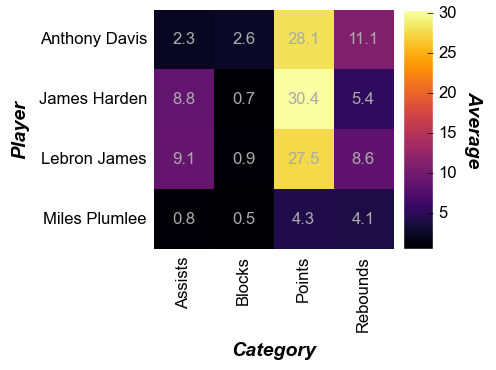 Player
Anthony Davis 2.3 2.6 28.1 11.1
James Harden 8.8 0.7 30.4 5.4
Lebron James 9.1 0.9 27.5 8.6
Miles Plumlee 0.8 0.5 4.3 4.1
Assists Blocks Points Rebounds
Category
30
25
20
15
10
5
Average